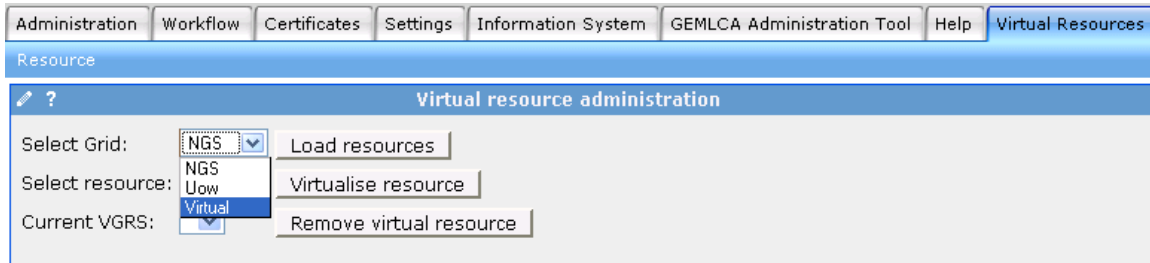 Administration Workflow Certificates Settings Information System GEMLCA Administration Tool Help Virtual Resources
Resource
? Virtual resource administration
Select Grid: NGS Load resources
NGS
Select resource: Uow Virtualise resource
Virtual
Current VGRS: Remove virtual resource